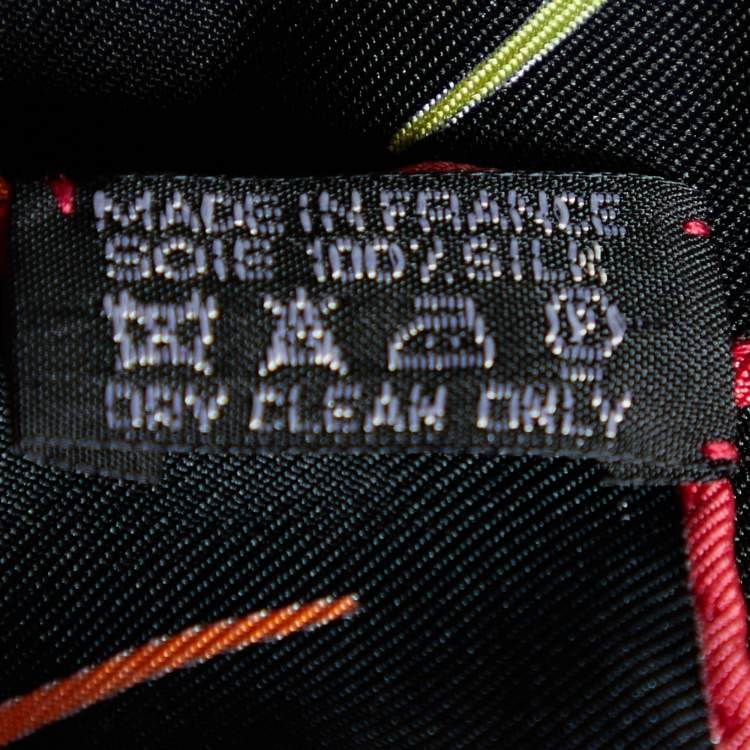 MADE IN FRANCE
SOIE 100% SILK
DRY CLEAN ONLY